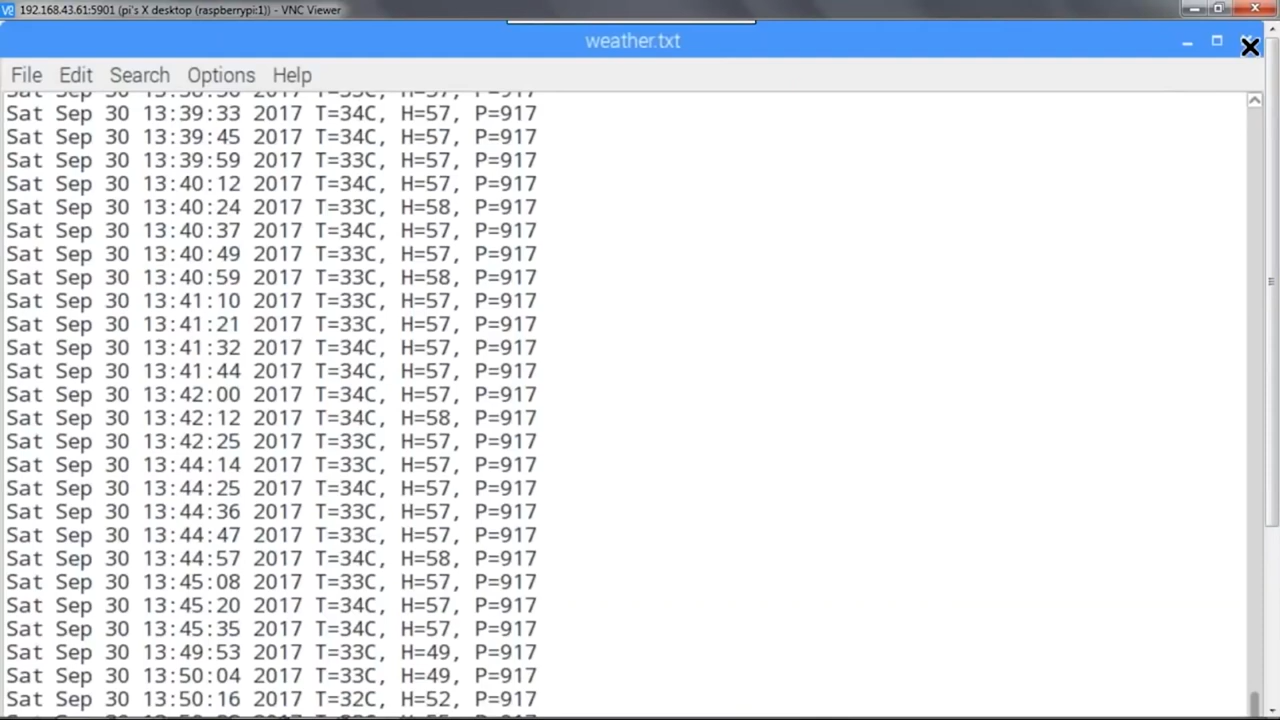 192.168.43.61:5901 (pi's X desktop (raspberrypi:1)) - VNC Viewer
weather.txt
File Edit Search Options Help
Sat Sep 30 13:39:33 2017 T=34C, H=57, P=917
Sat Sep 30 13:39:45 2017 T=34C, H=57, P=917
Sat Sep 30 13:39:59 2017 T=33C, H=57, P=917
Sat Sep 30 13:40:12 2017 T=34C, H=57, P=917
Sat Sep 30 13:40:24 2017 T=33C, H=58, P=917
Sat Sep 30 13:40:37 2017 T=34C, H=57, P=917
Sat Sep 30 13:40:49 2017 T=33C, H=57, P=917
Sat Sep 30 13:40:59 2017 T=33C, H=58, P=917
Sat Sep 30 13:41:10 2017 T=33C, H=57, P=917
Sat Sep 30 13:41:21 2017 T=33C, H=57, P=917
Sat Sep 30 13:41:32 2017 T=34C, H=57, P=917
Sat Sep 30 13:41:44 2017 T=34C, H=57, P=917
Sat Sep 30 13:42:00 2017 T=34C, H=57, P=917
Sat Sep 30 13:42:12 2017 T=34C, H=58, P=917
Sat Sep 30 13:42:25 2017 T=33C, H=57, P=917
Sat Sep 30 13:44:14 2017 T=33C, H=57, P=917
Sat Sep 30 13:44:25 2017 T=34C, H=57, P=917
Sat Sep 30 13:44:36 2017 T=33C, H=57, P=917
Sat Sep 30 13:44:47 2017 T=33C, H=57, P=917
Sat Sep 30 13:44:57 2017 T=34C, H=58, P=917
Sat Sep 30 13:45:08 2017 T=33C, H=57, P=917
Sat Sep 30 13:45:20 2017 T=34C, H=57, P=917
Sat Sep 30 13:45:35 2017 T=34C, H=57, P=917
Sat Sep 30 13:49:53 2017 T=33C, H=49, P=917
Sat Sep 30 13:50:04 2017 T=33C, H=49, P=917
Sat Sep 30 13:50:16 2017 T=32C, H=52, P=917